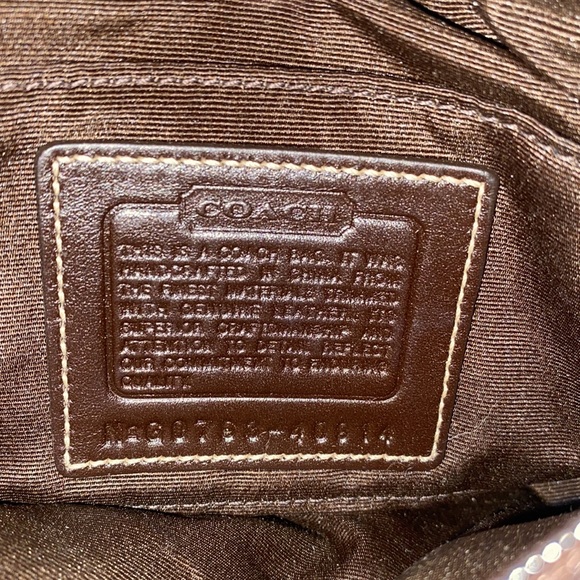 COACH
THIS IS A COACH BAG. IT WAS
HANDCRAFTED IN CHINA FROM
THE FINEST MATERIALS TRIMMED
WITH GENUINE LEATHER. ITS
SUPERIOR CRAFTSMANSHIP AND
ATTENTION TO DETAIL REFLECT
OUR COMMITMENT TO ENDURING
QUALITY.